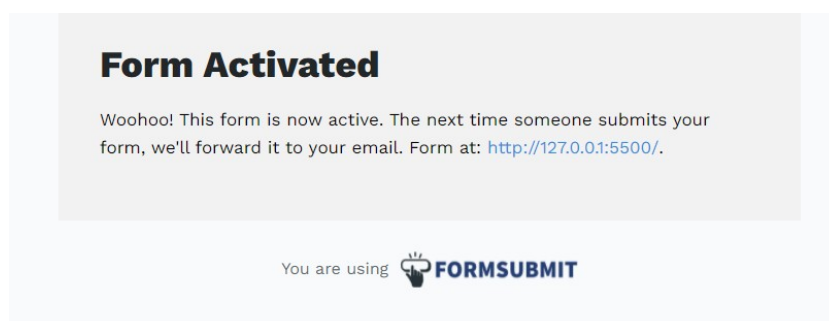 Form Activated
Woohoo! This form is now active. The next time someone submits your
form, we'll forward it to your email. Form at: http://127.0.0.1:5500/.
You are using FORMSUBMIT